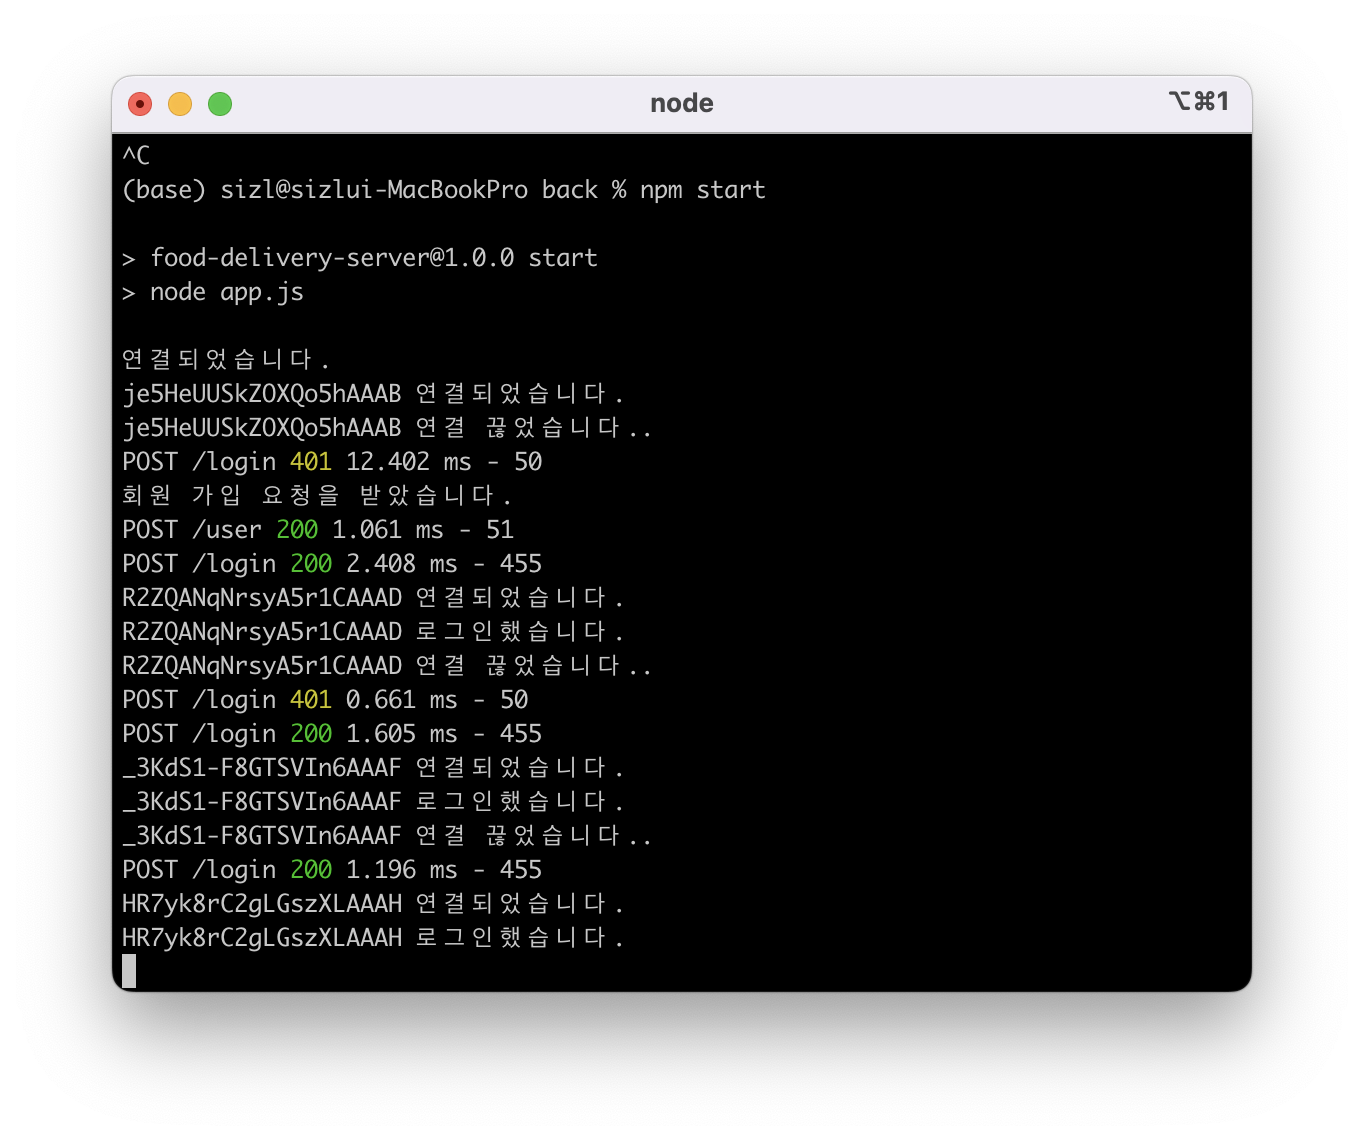 node
⌥⌘1
^C
(base) sizl@sizlui-MacBookPro back % npm start
> food-delivery-server@1.0.0 start
> node app.js
연결되었습니다.
je5HeUUSkZOXQo5hAAAB 연결되었습니다.
je5HeUUSkZOXQo5hAAAB 연결 끊었습니다..
POST /login 401 12.402 ms - 50
회원 가입 요청을 받았습니다.
POST /user 200 1.061 ms - 51
POST /login 200 2.408 ms - 455
R2ZQANqNrsyA5r1CAAAD 연결되었습니다.
R2ZQANqNrsyA5r1CAAAD 로그인했습니다.
R2ZQANqNrsyA5r1CAAAD 연결 끊었습니다..
POST /login 401 0.661 ms - 50
POST /login 200 1.605 ms - 455
_3KdS1-F8GTSVIn6AAAF 연결되었습니다.
_3KdS1-F8GTSVIn6AAAF 로그인했습니다.
_3KdS1-F8GTSVIn6AAAF 연결 끊었습니다..
POST /login 200 1.196 ms - 455
HR7yk8rC2gLGszXLAAAH 연결되었습니다.
HR7yk8rC2gLGszXLAAAH 로그인했습니다.